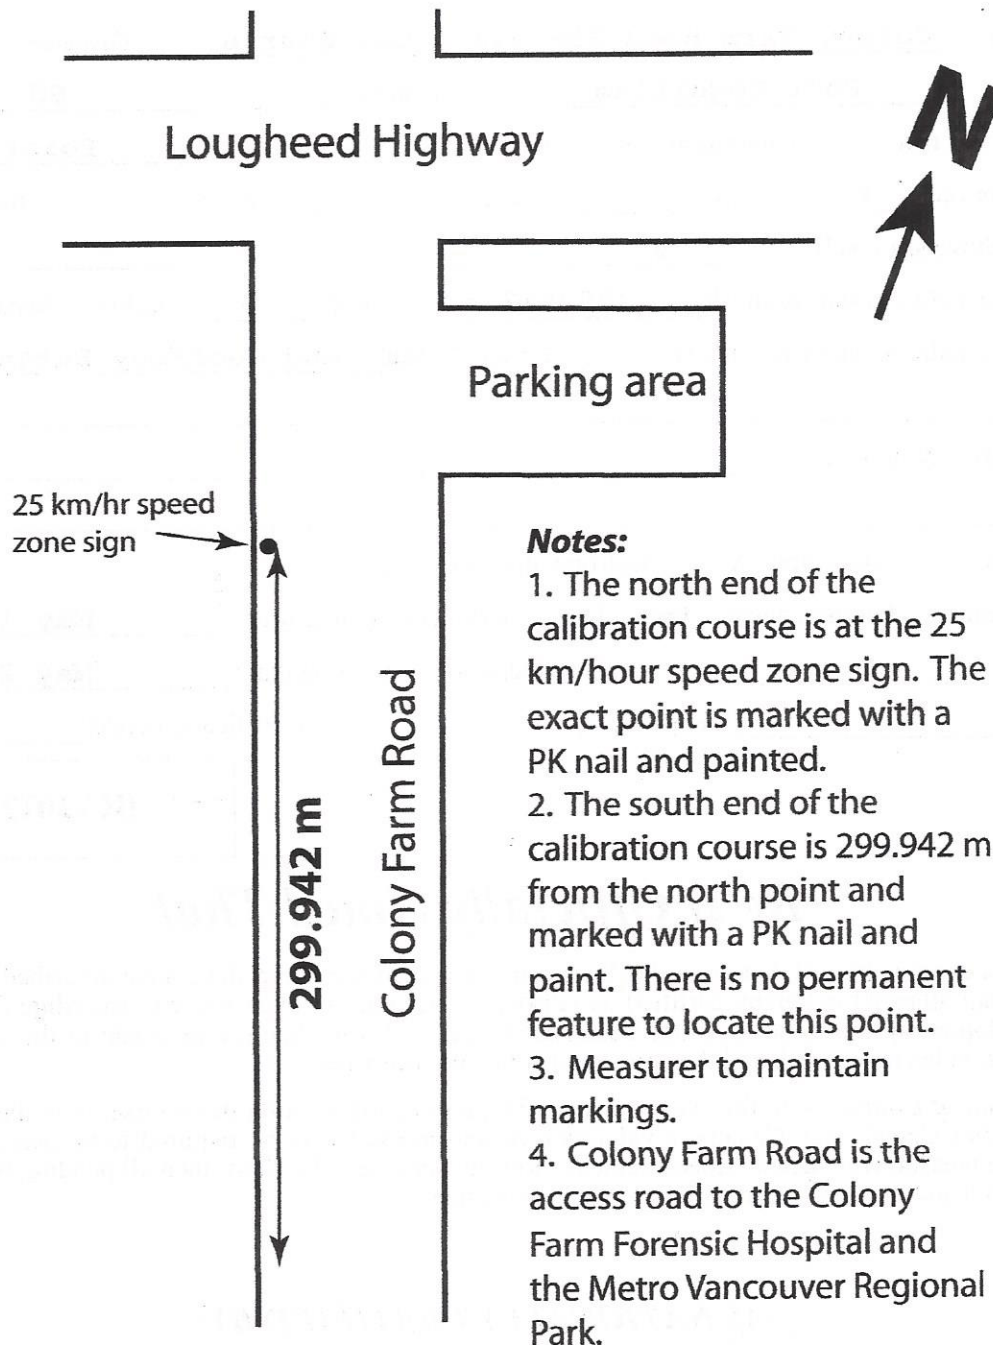 Lougheed Highway
N
Parking area
25 km/hr speed
zone sign
299.942 m
Colony Farm Road
Notes:
1. The north end of the
calibration course is at the 25
km/hour speed zone sign. The
exact point is marked with a
PK nail and painted.
2. The south end of the
calibration course is 299.942 m
from the north point and
marked with a PK nail and
paint. There is no permanent
feature to locate this point.
3. Measurer to maintain
markings.
4. Colony Farm Road is the
access road to the Colony
Farm Forensic Hospital and
the Metro Vancouver Regional
Park.